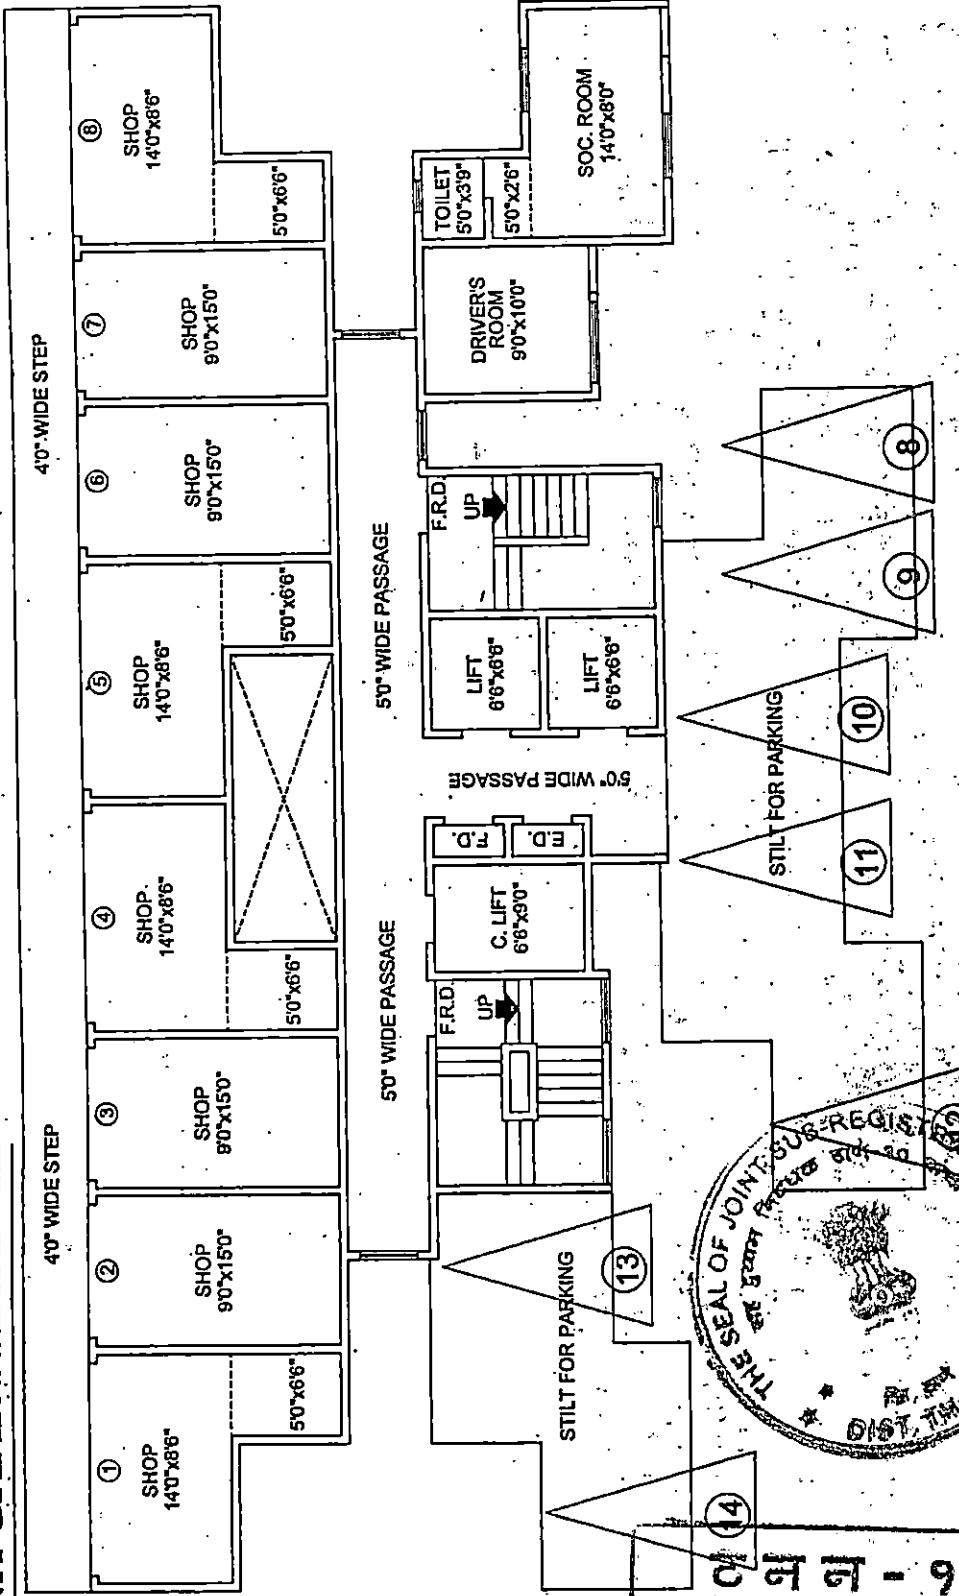 4'0" WIDE STEP
4'0" WIDE STEP
1
SHOP
14'0"x8'6"
5'0"x6'6"
2
SHOP
9'0"x15'0"
3
SHOP
9'0"x15'0"
4
SHOP
14'0"x8'6"
5'0"x6'6"
5
SHOP
14'0"x8'6"
5'0"x6'6"
6
SHOP
9'0"x15'0"
7
SHOP
9'0"x15'0"
8
SHOP
14'0"x8'6"
5'0"x6'6"
5'0" WIDE PASSAGE
5'0" WIDE PASSAGE
F.R.D.
UP
C. LIFT
6'6"x9'0"
T.D.
E.D.
5'0" WIDE PASSAGE
LIFT
6'6"x6'6"
LIFT
6'6"x6'6"
F.R.D.
UP
DRIVER'S
ROOM
9'0"x10'0"
TOILET
5'0"x3'9"
5'0"x2'6"
SOC. ROOM
14'0"x8'0"
STILT FOR PARKING
14
13
STILT FOR PARKING
11
10
9
8
THE SEAL OF JOINT SUB-REGIST
DIST. TH